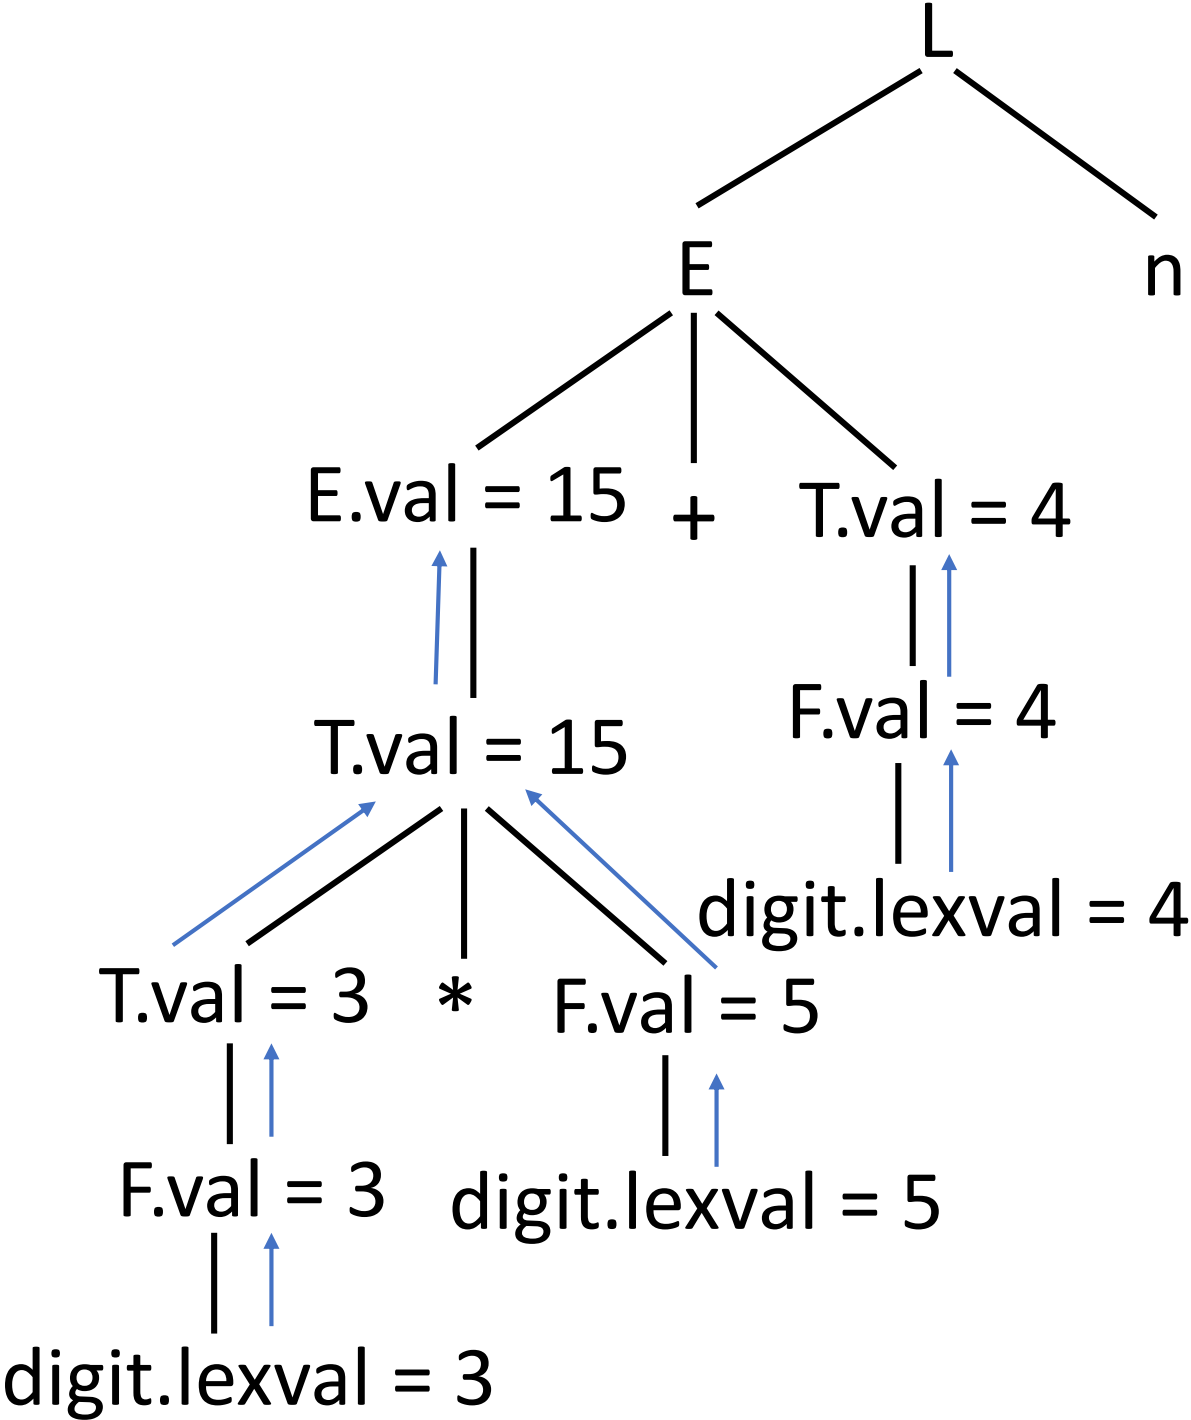 L
E
n
E.val = 15
+
T.val = 4
T.val = 15
F.val = 4
digit.lexval = 4
T.val = 3
*
F.val = 5
F.val = 3
digit.lexval = 5
digit.lexval = 3